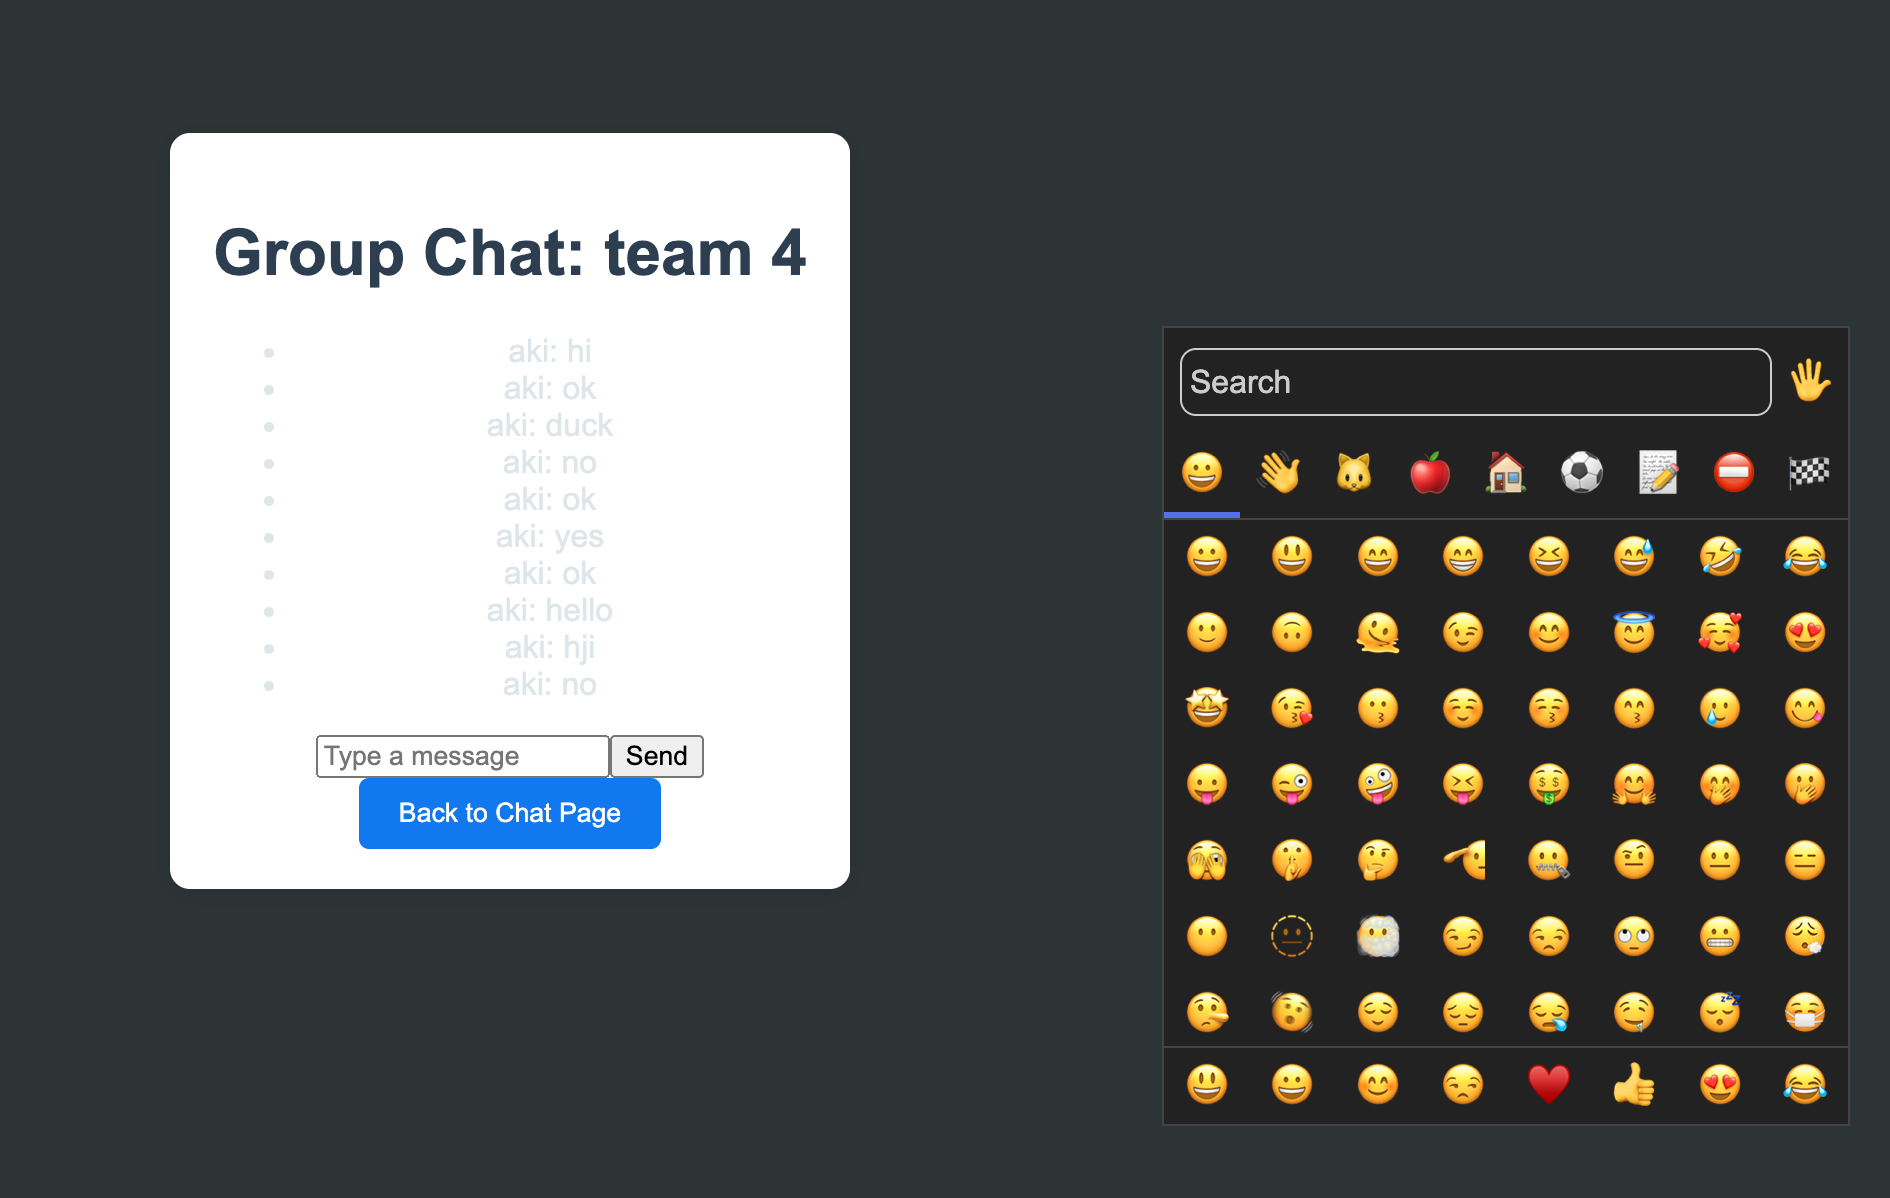 Group Chat: team 4
aki: hi
aki: ok
aki: duck
aki: no
aki: ok
aki: yes
aki: ok
aki: hello
aki: hji
aki: no
Type a message Send
Back to Chat Page
Search